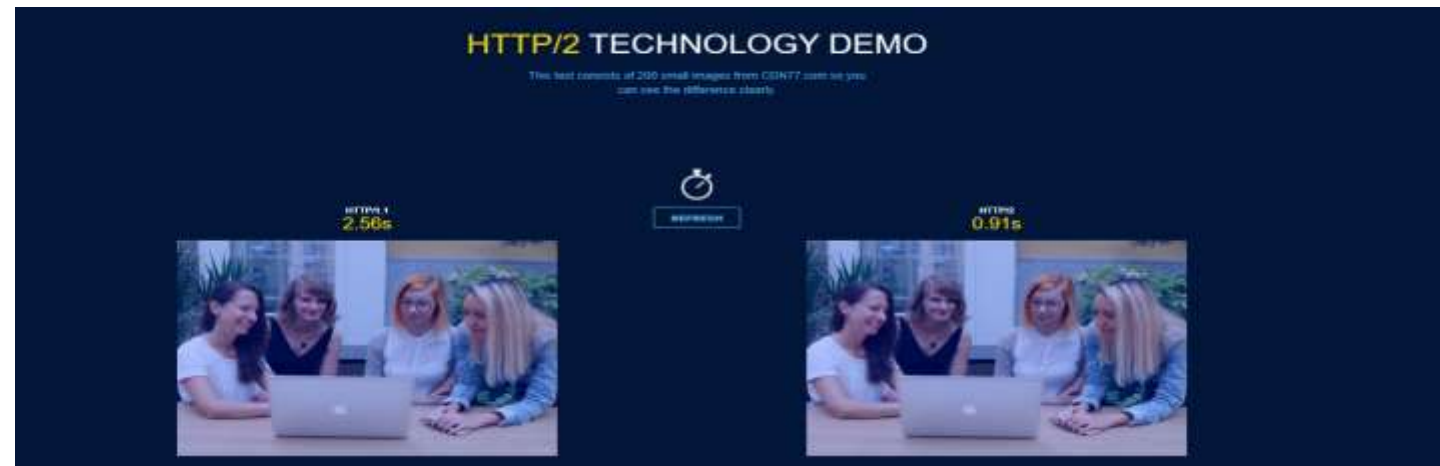 HTTP/2 TECHNOLOGY DEMO
This test consists of 200 small images from CDN77.com so you
can see the difference clearly.
HTTP/1.1
2.56s
REFRESH
HTTP/2
0.91s